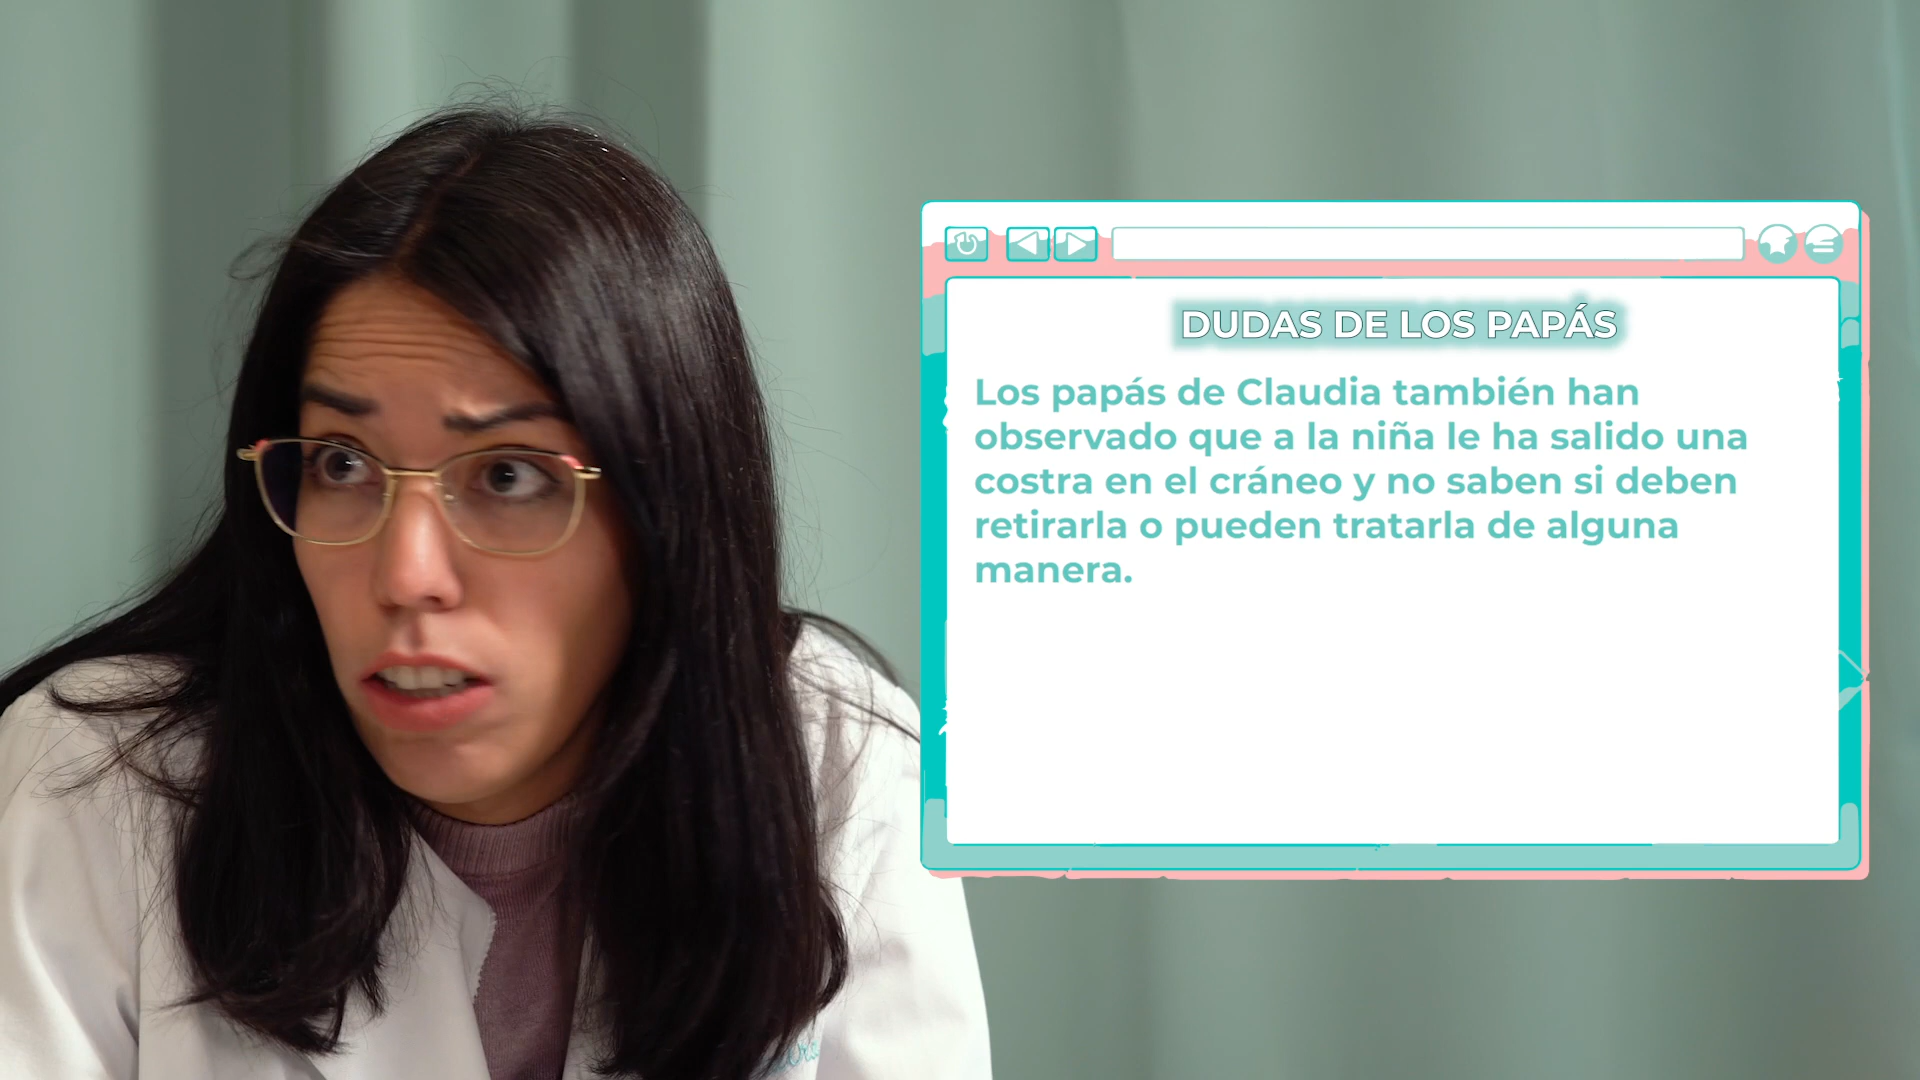 DUDAS DE LOS PAPÁS
Los papás de Claudia también han
observado que a la niña le ha salido una
costra en el cráneo y no saben si deben
retirarla o pueden tratarla de alguna
manera.